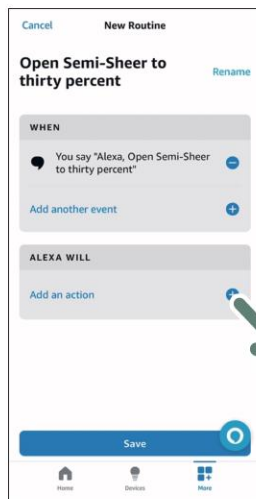 Cancel New Routine
Open Semi-Sheer to
thirty percent
Rename
WHEN
You say "Alexa, Open Semi-Sheer
to thirty percent"
Add another event
ALEXA WILL
Add an action
Save
Home Devices More